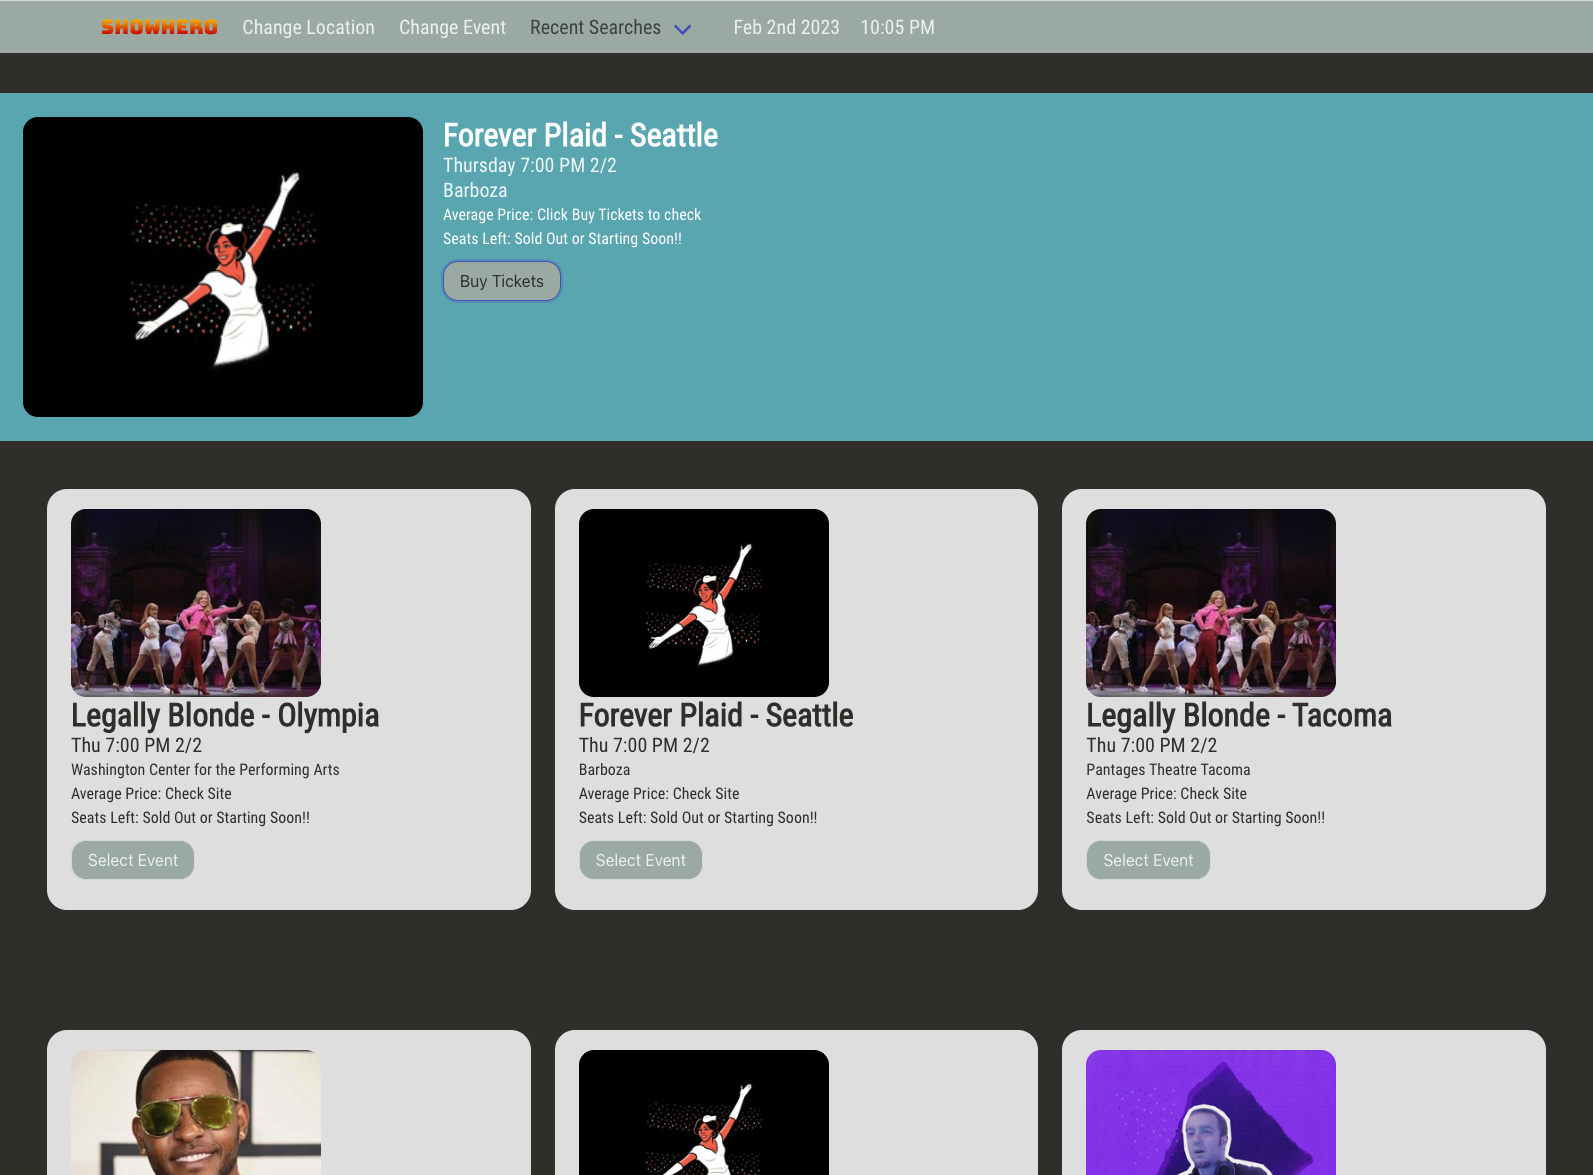 SHOWHERO Change Location Change Event Recent Searches Feb 2nd 2023 10:05 PM
Forever Plaid - Seattle
Thursday 7:00 PM 2/2
Barboza
Average Price: Click Buy Tickets to check
Seats Left: Sold Out or Starting Soon!!
Buy Tickets
Legally Blonde - Olympia
Thu 7:00 PM 2/2
Washington Center for the Performing Arts
Average Price: Check Site
Seats Left: Sold Out or Starting Soon!!
Select Event
Forever Plaid - Seattle
Thu 7:00 PM 2/2
Barboza
Average Price: Check Site
Seats Left: Sold Out or Starting Soon!!
Select Event
Legally Blonde - Tacoma
Thu 7:00 PM 2/2
Pantages Theatre Tacoma
Average Price: Check Site
Seats Left: Sold Out or Starting Soon!!
Select Event